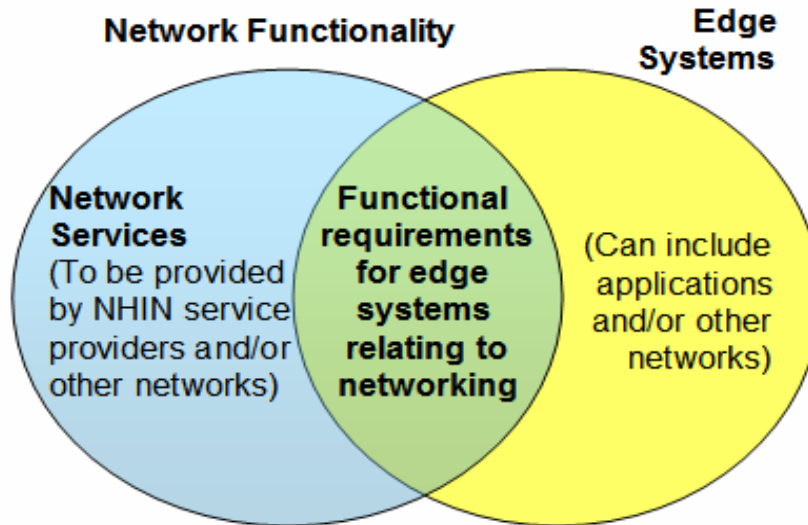 Network Functionality
Edge
Systems
Network
Services
(To be provided
by NHIN service
providers and/or
other networks)
Functional
requirements
for edge
systems
relating to
networking
(Can include
applications
and/or other
networks)